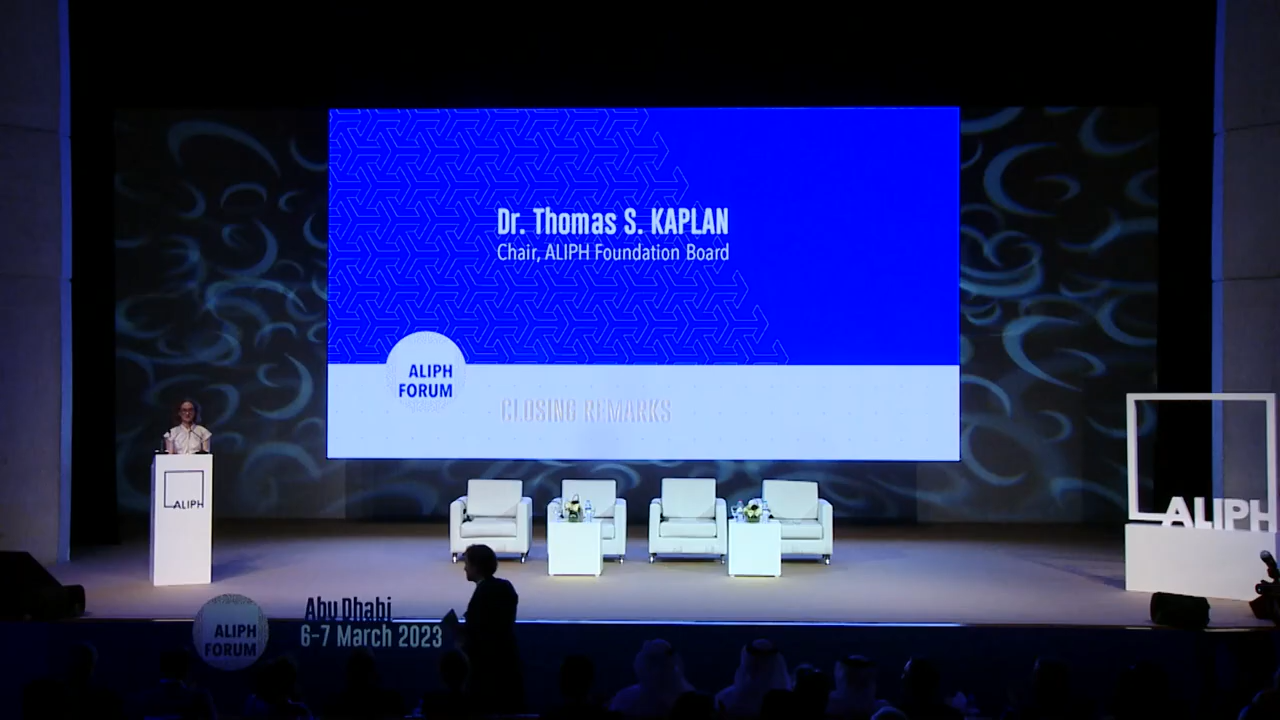 Dr. Thomas S. KAPLAN
Chair, ALIPH Foundation Board
ALIPH
FORUM
CLOSING REMARKS
ALIPH
ALIPH
ALIPH
FORUM
Abu Dhabi
6-7 March 2023